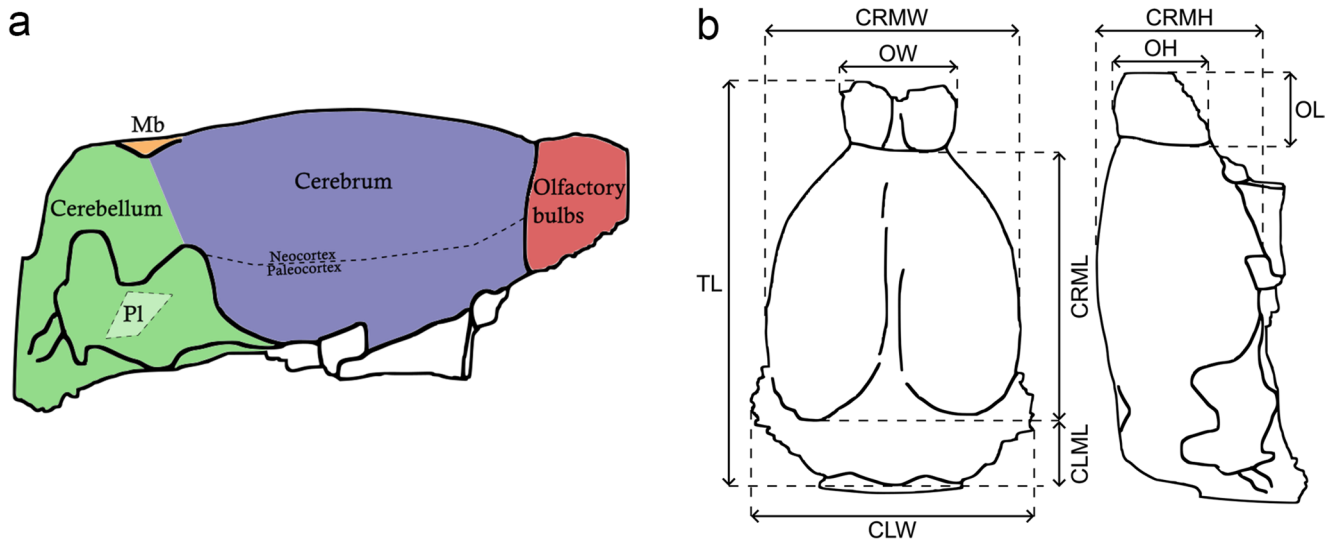 a
Mb
Cerebrum
Cerebellum
Olfactory
bulbs
Neocortex
Paleocortex
Pl
b
CRMW
OW
TL
CRML
CLML
CLW
CRMH
OH
OL